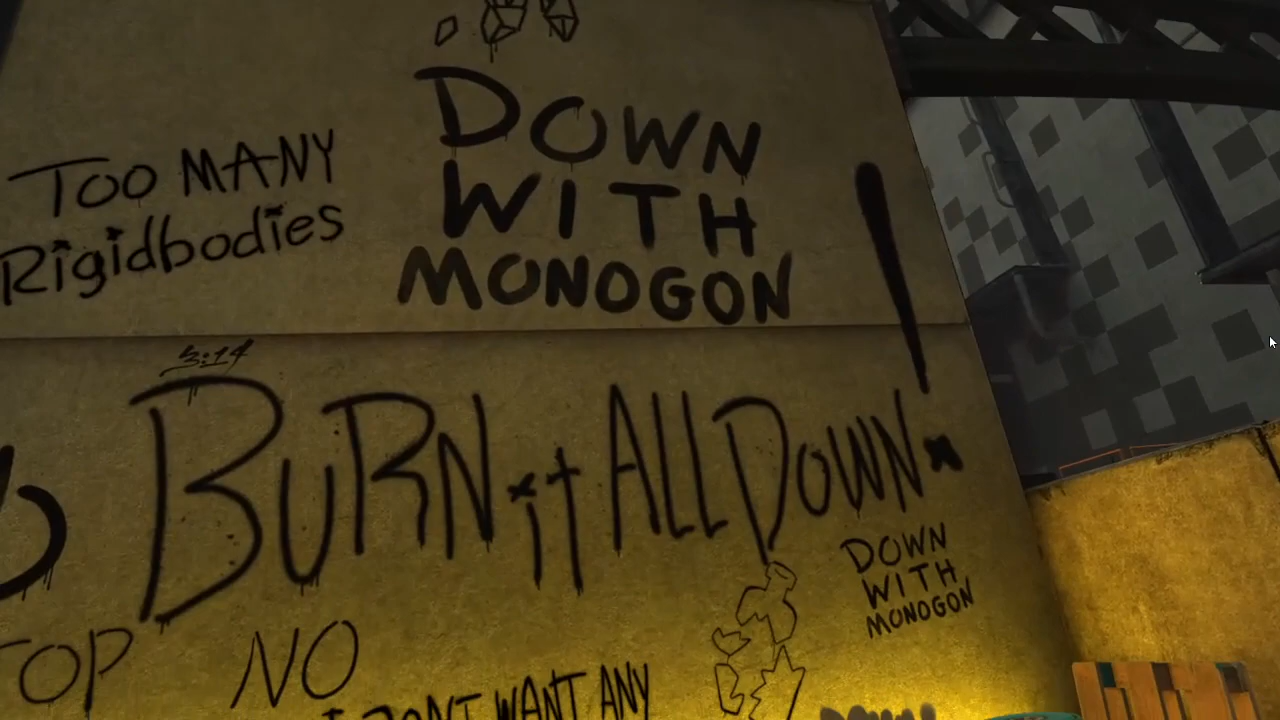 TOO MANY
Rigidbodies
DOWN
WITH
MONOGON
3:14
BURN it ALL DOWN!
DOWN
WITH
MONOGON
TOP
NO
I DONT WANT ANY
DOWN